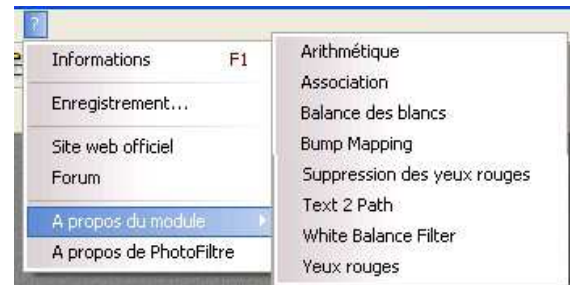 ?
Informations F1
Enregistrement...
Site web officiel
Forum
A propos du module
A propos de PhotoFiltre
Arithmétique
Association
Balance des blancs
Bump Mapping
Suppression des yeux rouges
Text 2 Path
White Balance Filter
Yeux rouges